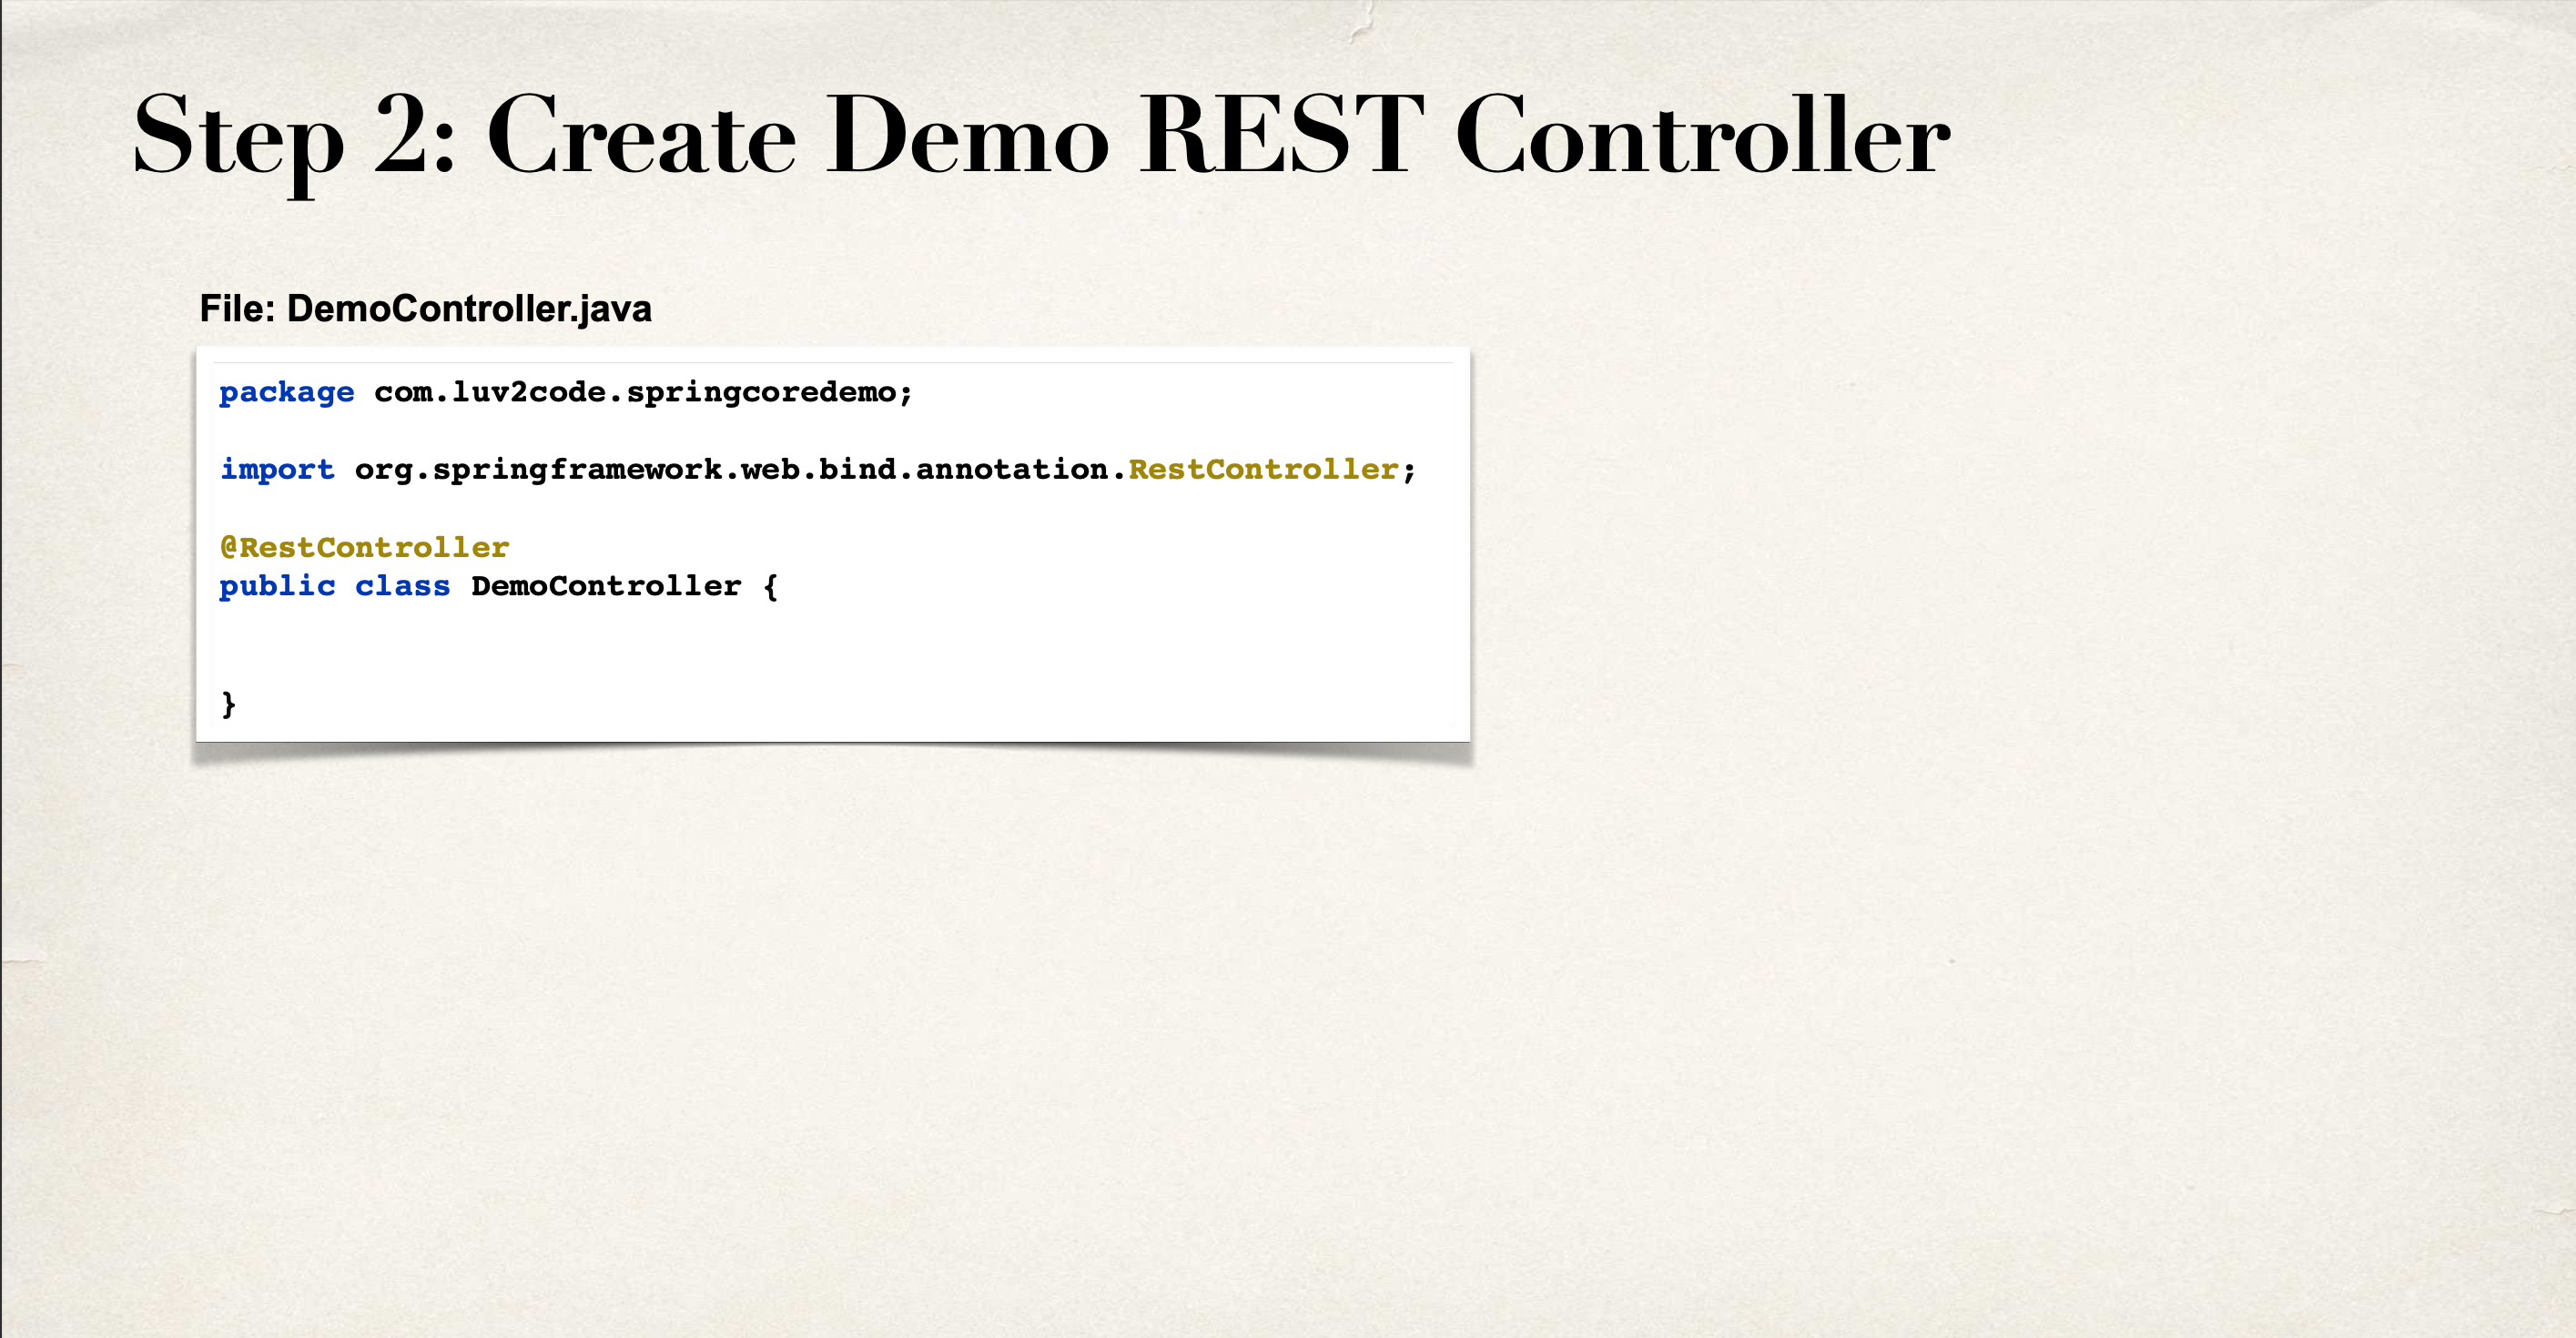 Step 2: Create Demo REST Controller
File: DemoController.java
package com.luv2code.springcoredemo;
import org.springframework.web.bind.annotation.RestController;
@RestController
public class DemoController {
}